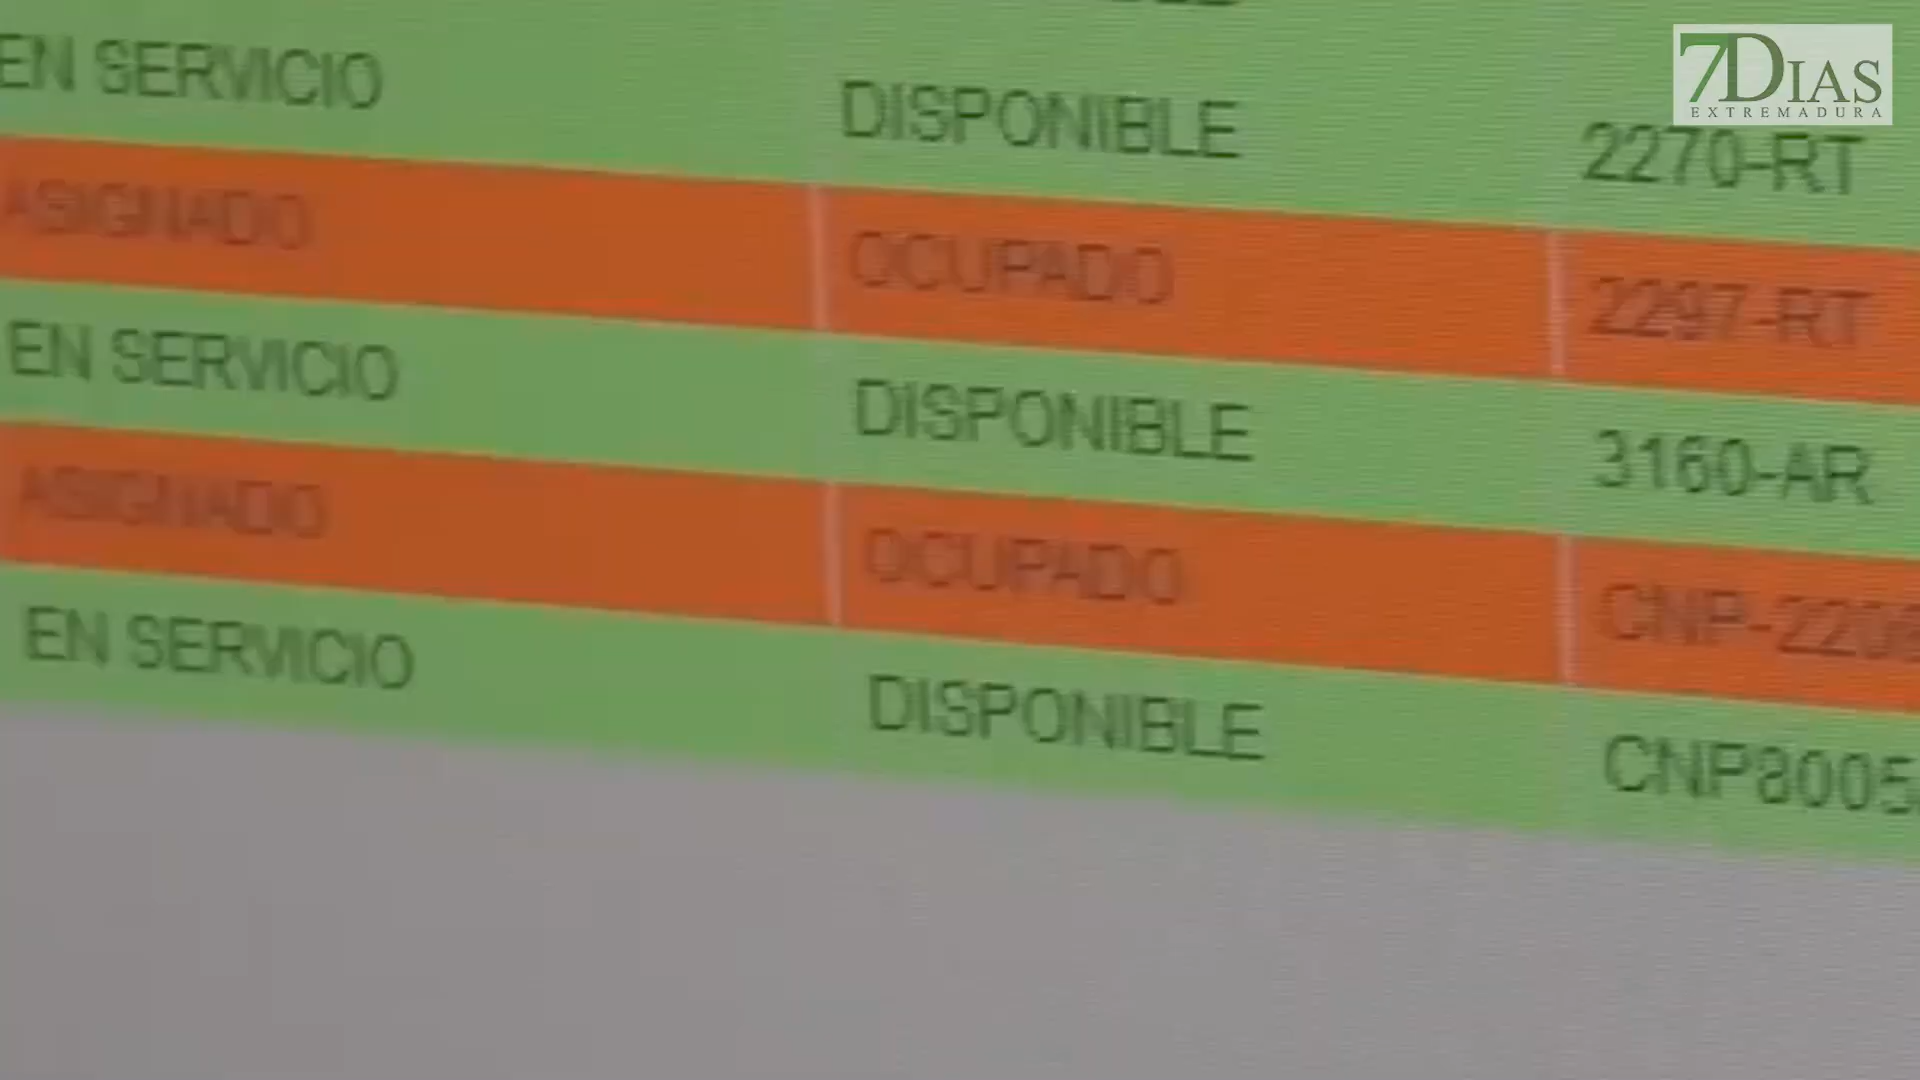 7DIAS
EXTREMADURA
EN SERVICIO DISPONIBLE 2270-RT
ASIGNADO OCUPADO 2297-RT
EN SERVICIO DISPONIBLE 3160-AR
ASIGNADO OCUPADO
EN SERVICIO DISPONIBLE CNP8005